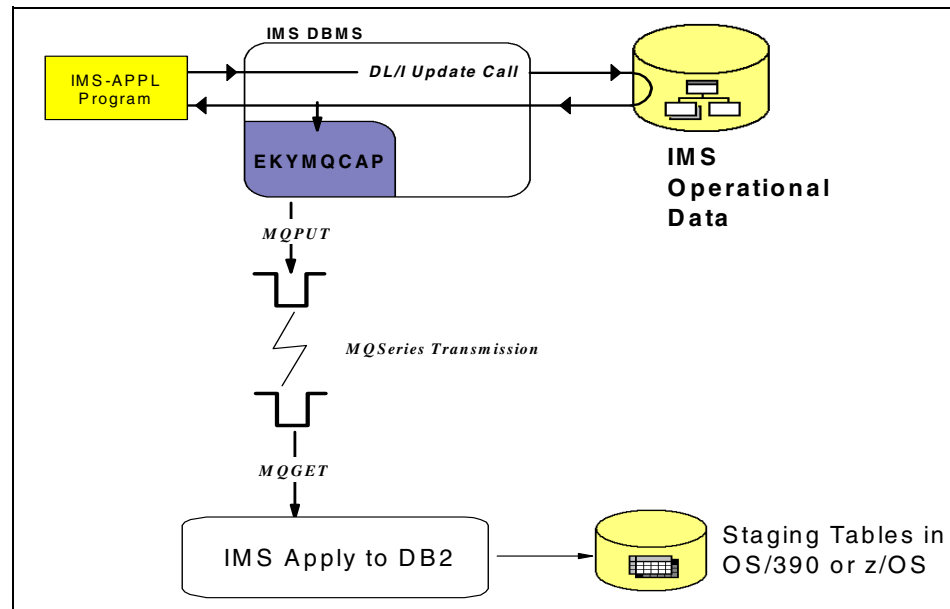 IMS DBMS
IMS-APPL
Program
DL/I Update Call
EKYMQCAP
IMS
Operational
Data
MQPUT
MQSeries Transmission
MQGET
IMS Apply to DB2
Staging Tables in
OS/390 or z/OS